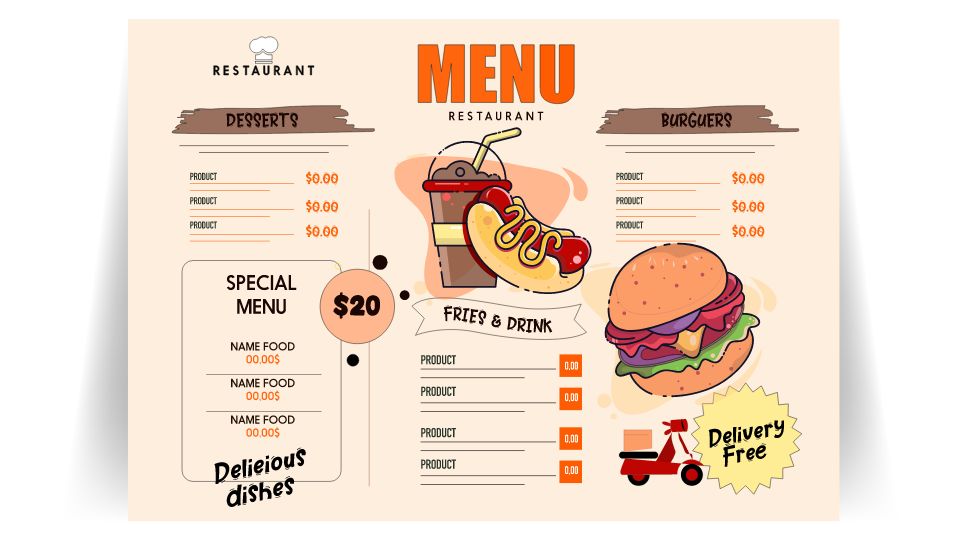 RESTAURANT
DESSERTS
PRODUCT $0.00
PRODUCT $0.00
PRODUCT $0.00
SPECIAL
MENU
$20
NAME FOOD
00,00$
NAME FOOD
00,00$
NAME FOOD
00,00$
Delieious
dishes
MENU
RESTAURANT
FRIES & DRINK
PRODUCT 0,00
PRODUCT 0,00
PRODUCT 0,00
PRODUCT 0,00
BURGUERS
PRODUCT $0.00
PRODUCT $0.00
PRODUCT $0.00
Delivery
Free